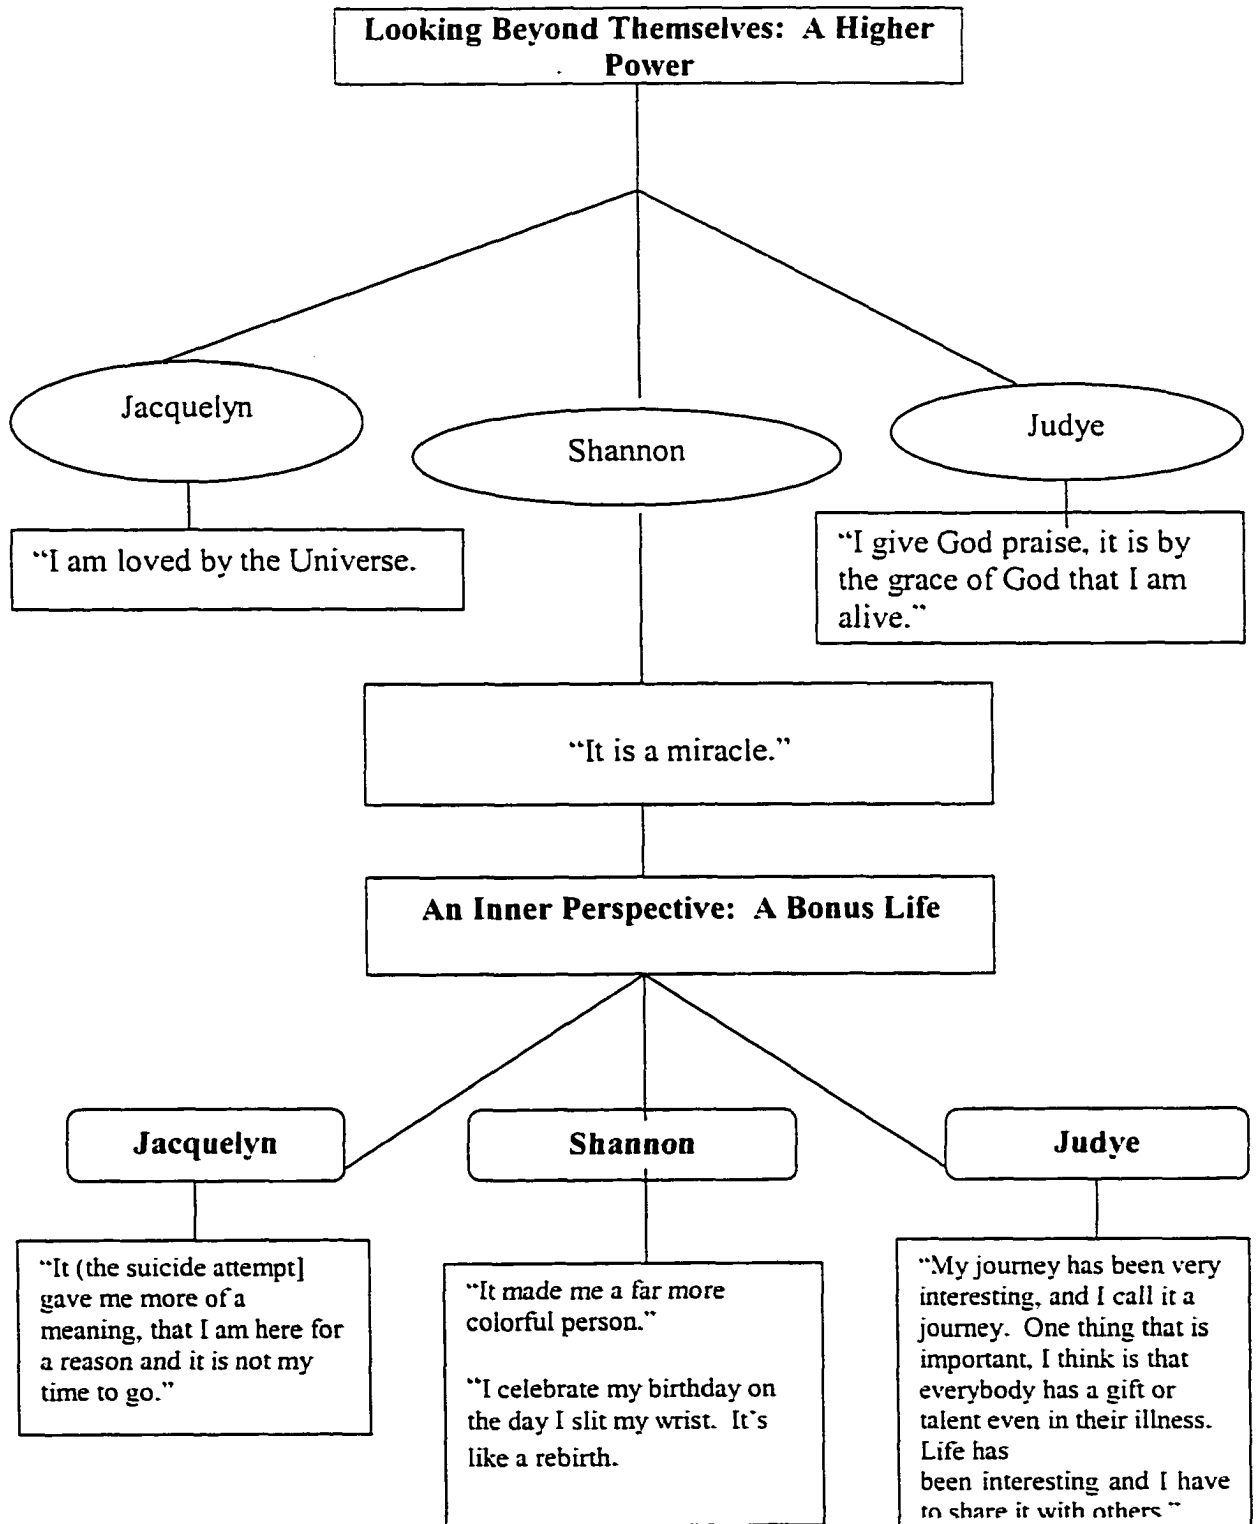 Looking Beyond Themselves: A Higher
Power
Jacquelyn
Shannon
Judye
“I am loved by the Universe.
“I give God praise, it is by
the grace of God that I am
alive.”
“It is a miracle.”
An Inner Perspective: A Bonus Life
Jacquelyn
Shannon
Judye
“It (the suicide attempt]
gave me more of a
meaning, that I am here for
a reason and it is not my
time to go.”
“It made me a far more
colorful person.”
“I celebrate my birthday on
the day I slit my wrist. It's
like a rebirth.
“My journey has been very
interesting, and I call it a
journey. One thing that is
important, I think is that
everybody has a gift or
talent even in their illness.
Life has
been interesting and I have
to share it with others.”